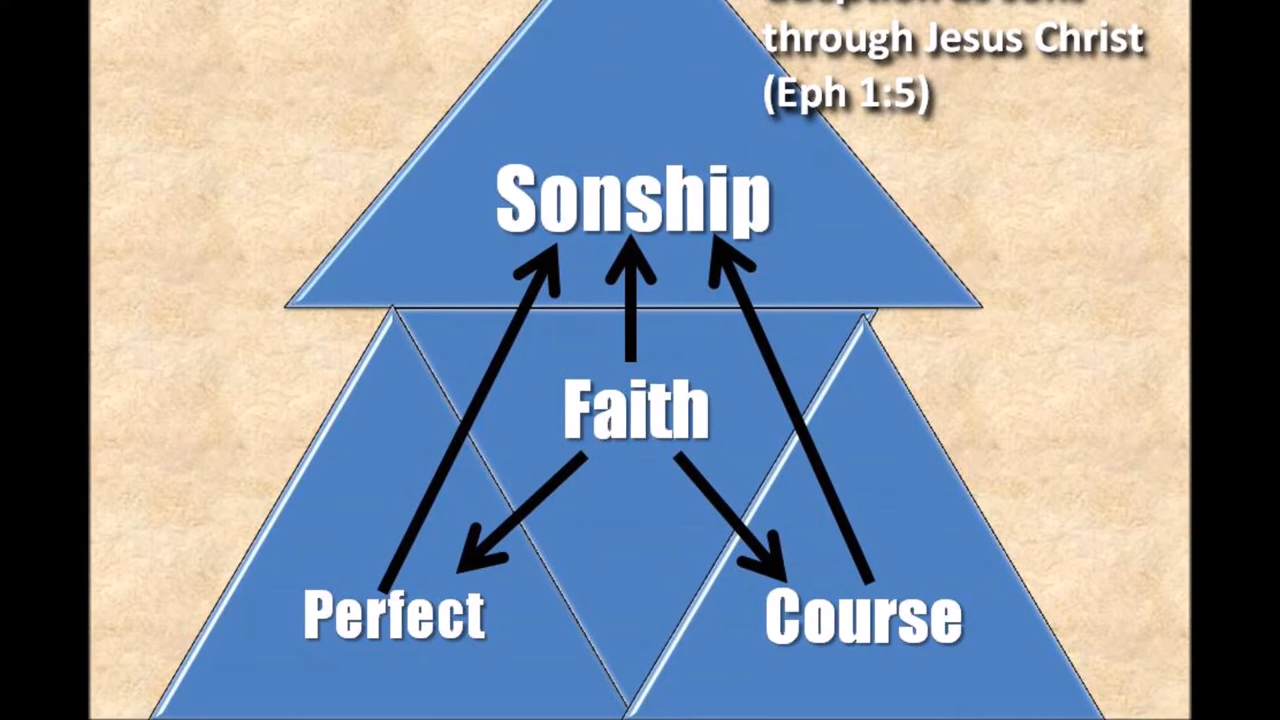 through Jesus Christ
(Eph 1:5)
Sonship
Faith
Perfect
Course